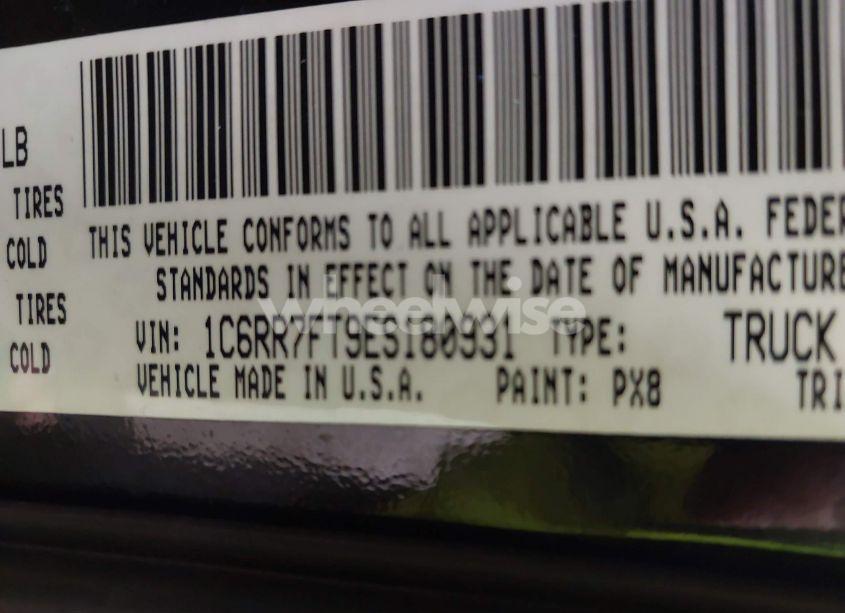 LB
TIRES
COLD
TIRES
COLD
THIS VEHICLE CONFORMS TO ALL APPLICABLE U.S.A. FEDER
STANDARDS IN EFFECT ON THE DATE OF MANUFACTURE
wheelwise
VIN: 1C6RR7FT9ES180931 TYPE: TRUCK
VEHICLE MADE IN U.S.A. PAINT: PX8 TRI